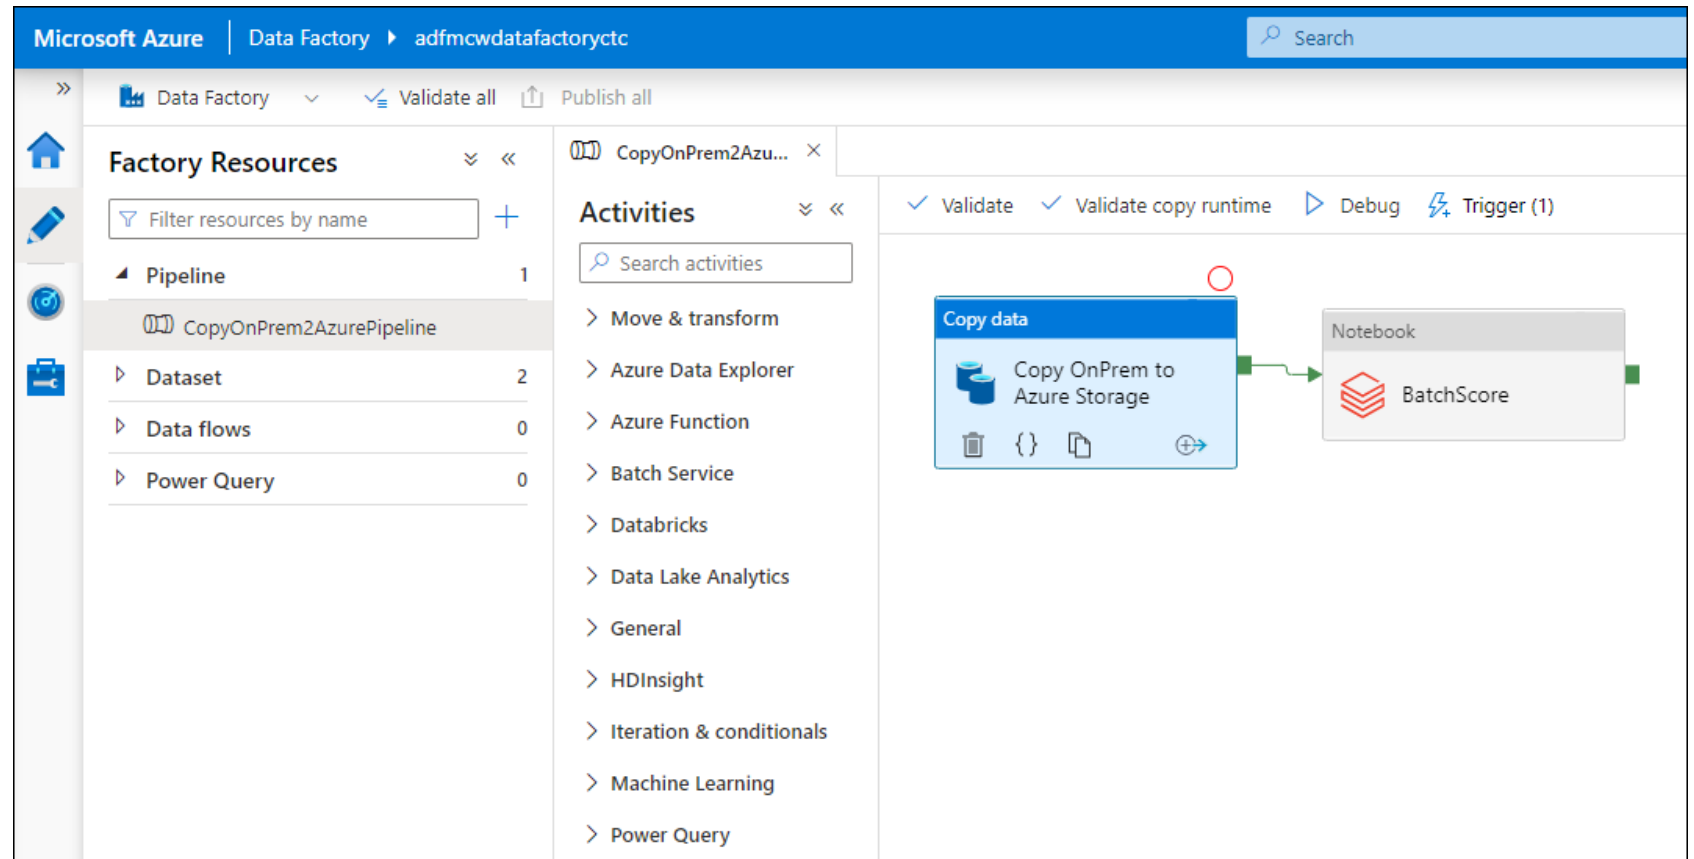 Microsoft Azure
Data Factory
adfmcwdatafactoryctc
Search
Data Factory
Validate all
Publish all
Factory Resources
Filter resources by name
Pipeline
1
CopyOnPrem2AzurePipeline
Dataset
2
Data flows
0
Power Query
0
CopyOnPrem2Azu...
Activities
Search activities
Move & transform
Azure Data Explorer
Azure Function
Batch Service
Databricks
Data Lake Analytics
General
HDInsight
Iteration & conditionals
Machine Learning
Power Query
Validate
Validate copy runtime
Debug
Trigger (1)
Copy data
Copy OnPrem to
Azure Storage
Notebook
BatchScore